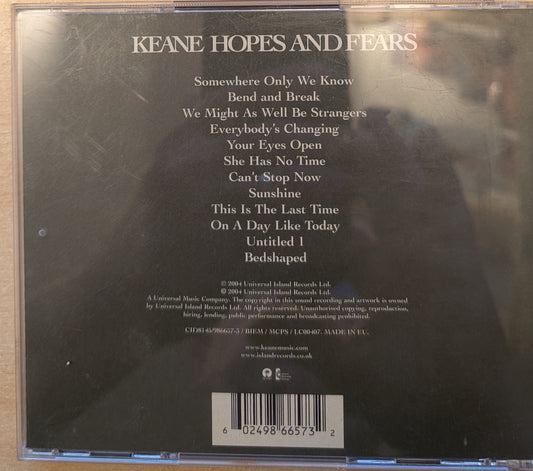 KEANE HOPES AND FEARS
Somewhere Only We Know
Bend and Break
We Might As Well Be Strangers
Everybody's Changing
Your Eyes Open
She Has No Time
Can't Stop Now
Sunshine
This Is The Last Time
On A Day Like Today
Untitled 1
Bedshaped
℗ 2004 Universal Island Records Ltd.
© 2004 Universal Island Records Ltd.
A Universal Music Company. The copyright in this sound recording and artwork is owned
by Universal Island Records Ltd. All rights reserved. Unauthorised copying, reproduction,
hiring, lending, public performance and broadcasting prohibited.
CID8145/986657-3 / BIEM / MCPS / LC00407. MADE IN EU.
www.keanemusic.com
www.islandrecords.co.uk
6 02498 66573 2